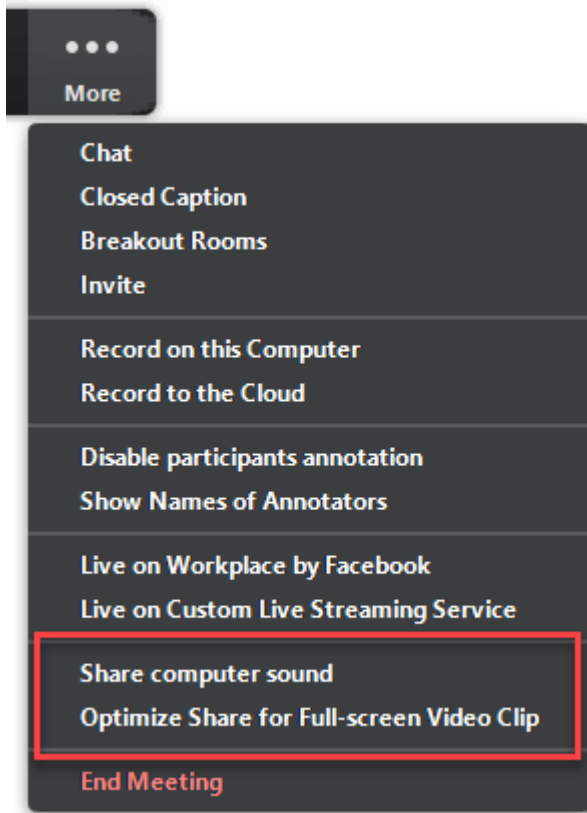 More
Chat
Closed Caption
Breakout Rooms
Invite
Record on this Computer
Record to the Cloud
Disable participants annotation
Show Names of Annotators
Live on Workplace by Facebook
Live on Custom Live Streaming Service
Share computer sound
Optimize Share for Full-screen Video Clip
End Meeting